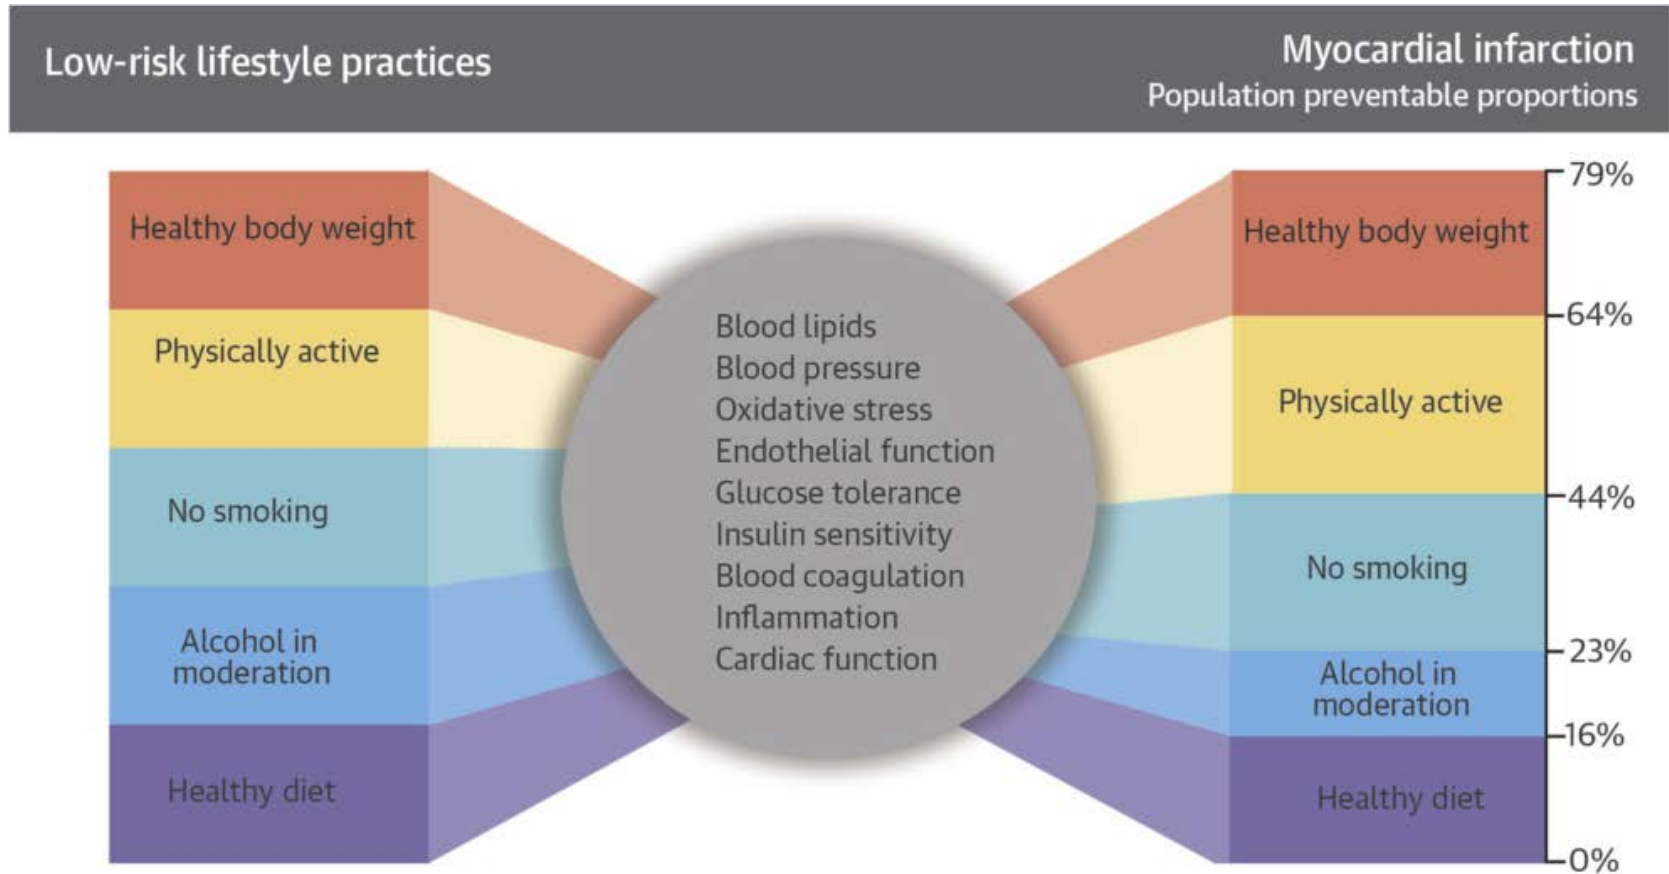 Low-risk lifestyle practices
Myocardial infarction
Population preventable proportions
Healthy body weight
Physically active
No smoking
Alcohol in
moderation
Healthy diet
Blood lipids
Blood pressure
Oxidative stress
Endothelial function
Glucose tolerance
Insulin sensitivity
Blood coagulation
Inflammation
Cardiac function
Healthy body weight
Physically active
No smoking
Alcohol in
moderation
Healthy diet
79%
64%
44%
23%
16%
0%